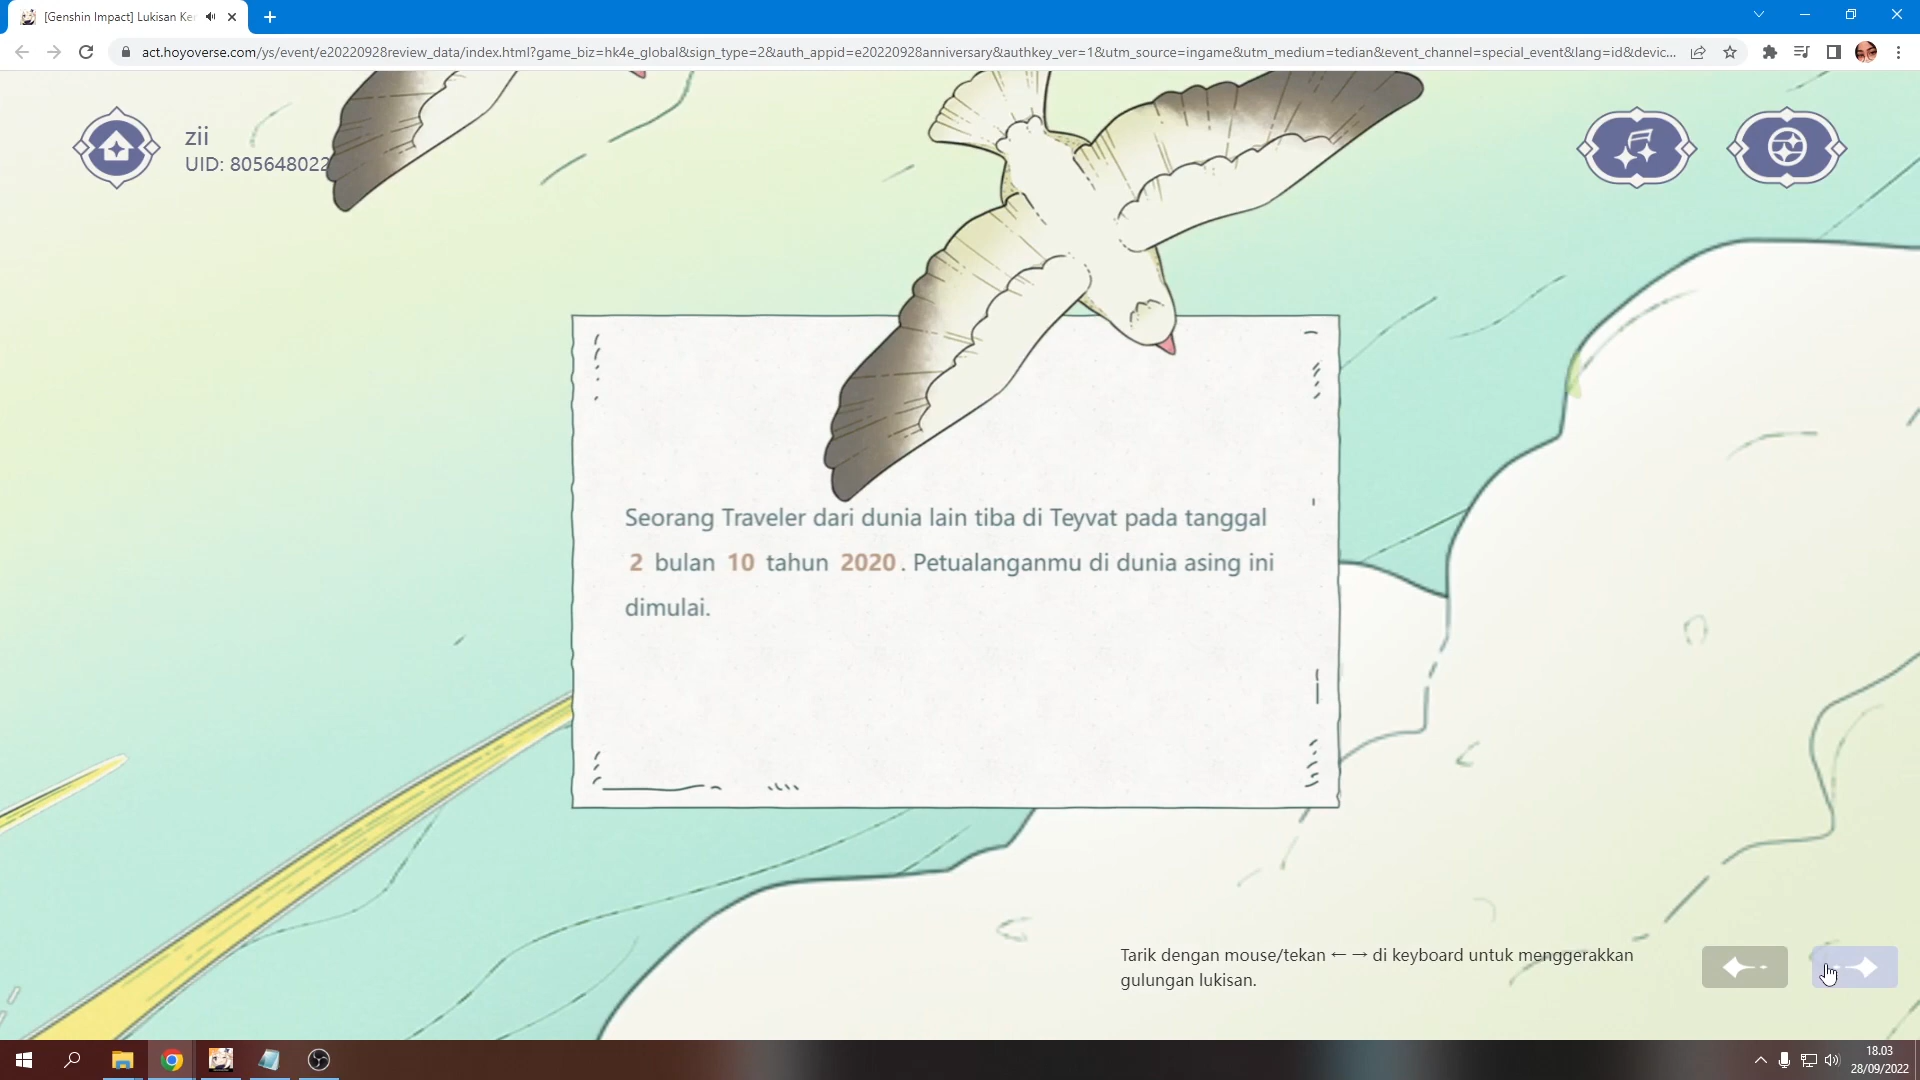 [Genshin Impact] Lukisan Ke
act.hoyoverse.com/ys/event/e20220928review_data/index.html?game_biz=hk4e_global&sign_type=2&auth_appid=e20220928anniversary&authkey_ver=1&utm_source=ingame&utm_medium=tedian&event_channel=special_event&lang=id&devic...
zii
UID: 805648022
Seorang Traveler dari dunia lain tiba di Teyvat pada tanggal
2 bulan 10 tahun 2020. Petualanganmu di dunia asing ini
dimulai.
Tarik dengan mouse/tekan ←→ di keyboard untuk menggerakkan
gulungan lukisan.
18.03
28/09/2022